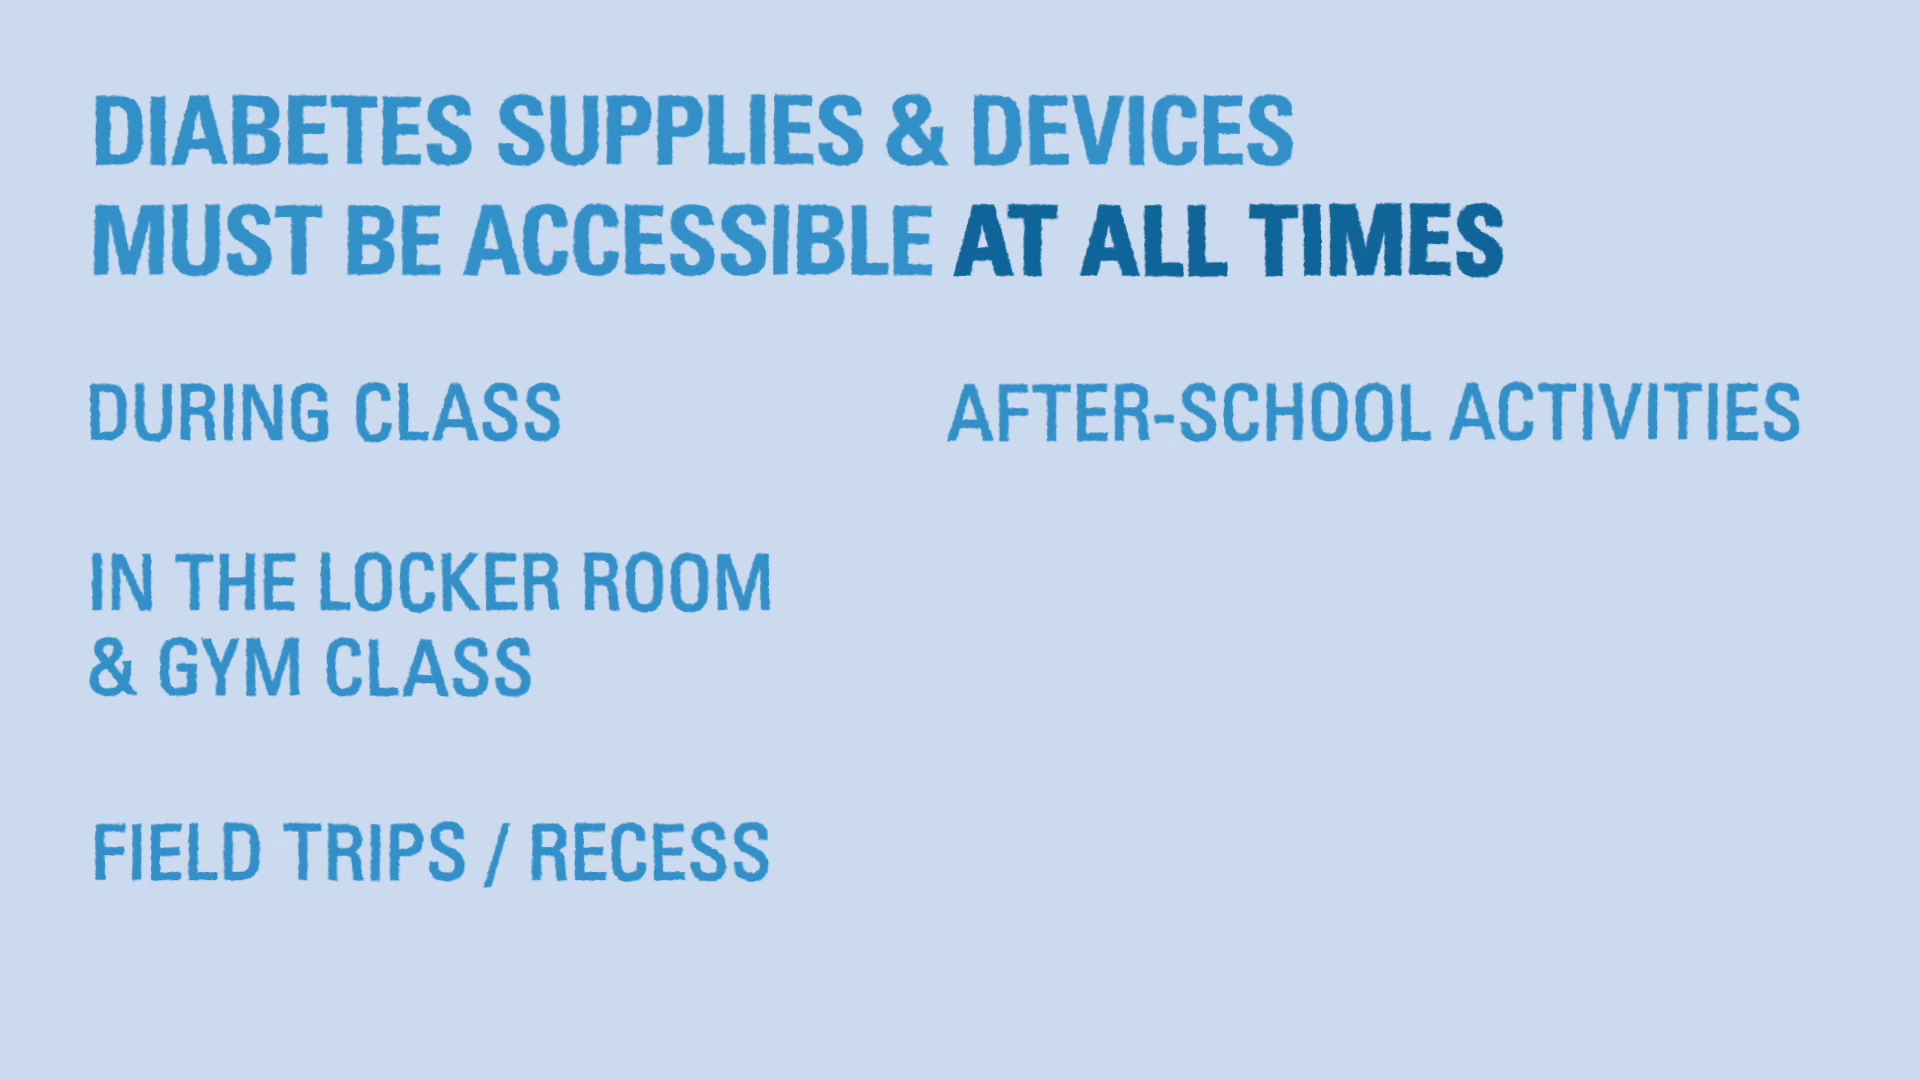 DIABETES SUPPLIES & DEVICES
MUST BE ACCESSIBLE AT ALL TIMES
DURING CLASS
IN THE LOCKER ROOM
& GYM CLASS
FIELD TRIPS / RECESS
AFTER-SCHOOL ACTIVITIES